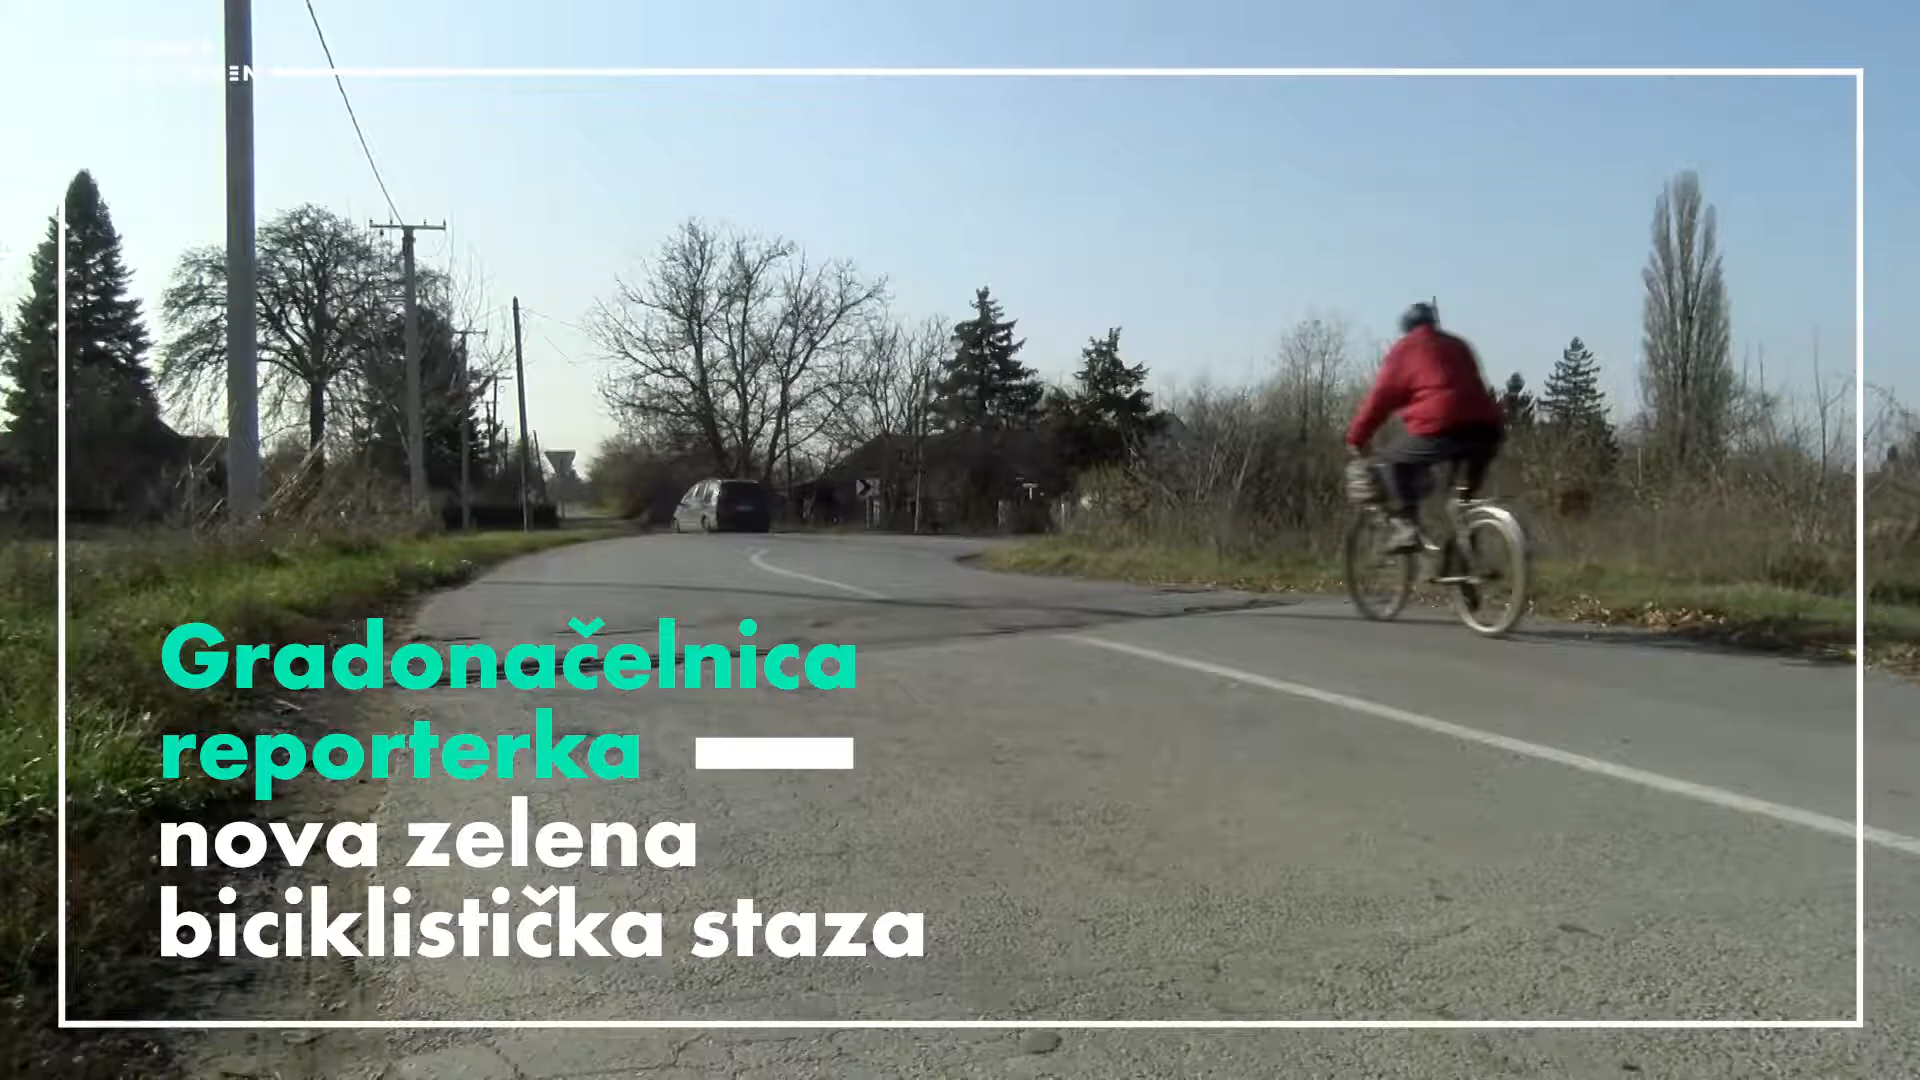 Gradonačelnica
reporterka
nova zelena
biciklistička staza